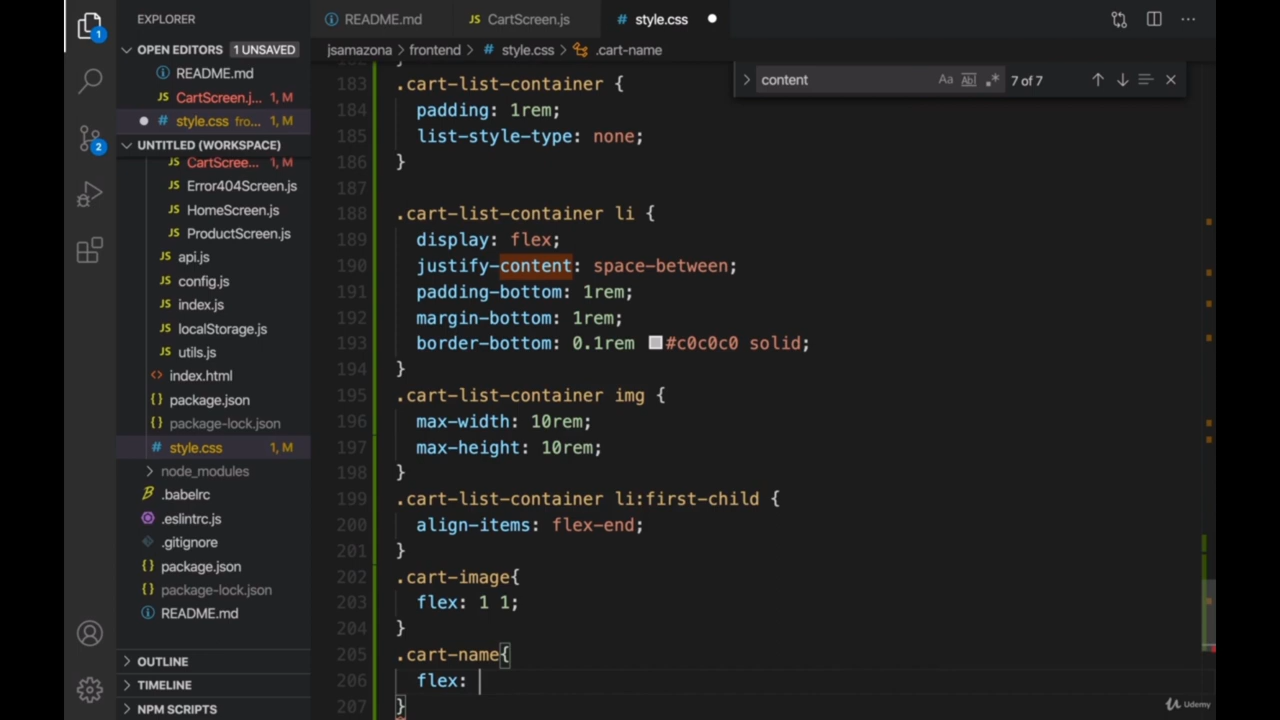 EXPLORER
README.md
CartScreen.js
style.css
OPEN EDITORS 1 UNSAVED
jsamazona > frontend > style.css > .cart-name
README.md
CartScreen.j... 1, M
style.css fro... 1, M
UNTITLED (WORKSPACE)
CartScree... 1, M
Error404Screen.js
HomeScreen.js
ProductScreen.js
api.js
config.js
index.js
localStorage.js
utils.js
index.html
package.json
package-lock.json
style.css 1, M
node_modules
.babelrc
.eslintrc.js
.gitignore
package.json
package-lock.json
README.md
OUTLINE
TIMELINE
NPM SCRIPTS
1
2
content Aa Abl .* 7 of 7
183 .cart-list-container {
184 padding: 1rem;
185 list-style-type: none;
186 }
187
188 .cart-list-container li {
189 display: flex;
190 justify-content: space-between;
191 padding-bottom: 1rem;
192 margin-bottom: 1rem;
193 border-bottom: 0.1rem #c0c0c0 solid;
194 }
195 .cart-list-container img {
196 max-width: 10rem;
197 max-height: 10rem;
198 }
199 .cart-list-container li:first-child {
200 align-items: flex-end;
201 }
202 .cart-image{
203 flex: 1 1;
204 }
205 .cart-name{
206 flex:
207 }
Udemy